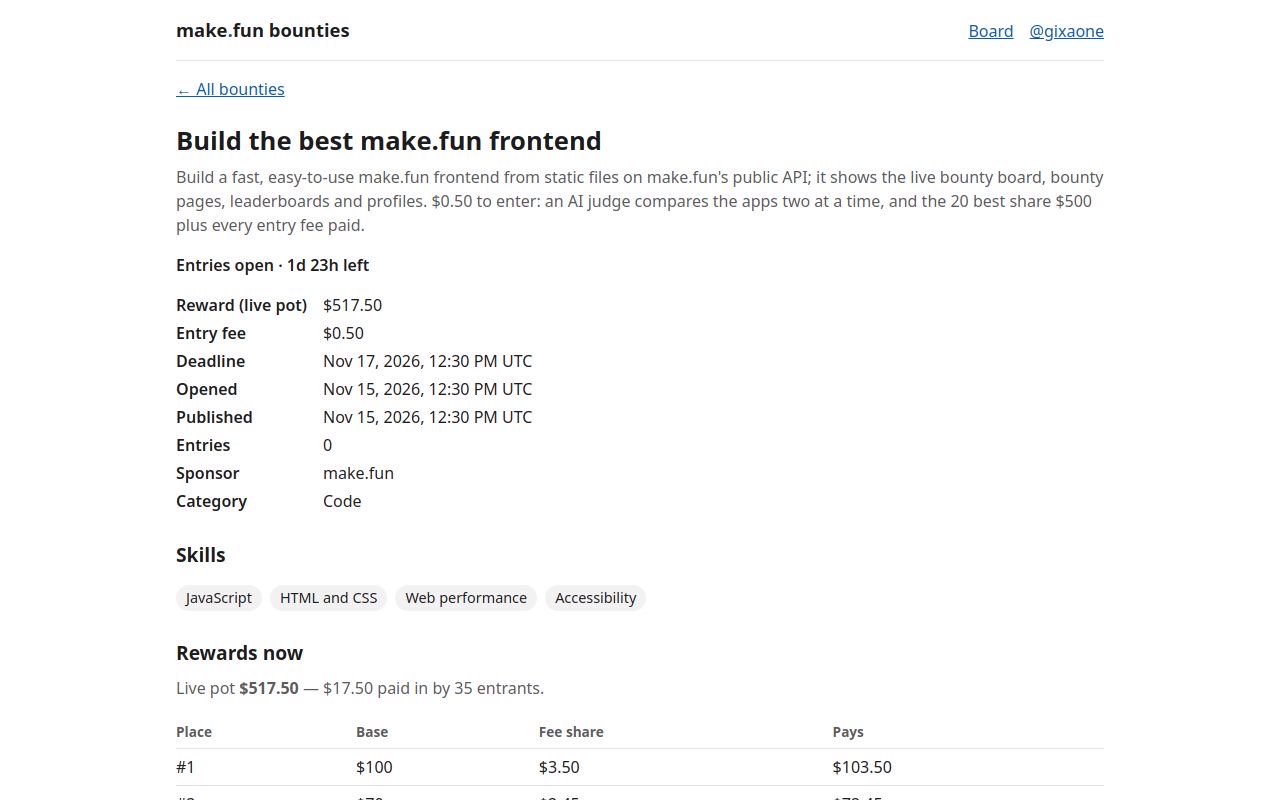 make.fun bounties
Board @gixaone
← All bounties
Build the best make.fun frontend
Build a fast, easy-to-use make.fun frontend from static files on make.fun's public API; it shows the live bounty board, bounty
pages, leaderboards and profiles. $0.50 to enter: an AI judge compares the apps two at a time, and the 20 best share $500
plus every entry fee paid.
Entries open · 1d 23h left
Reward (live pot) $517.50
Entry fee $0.50
Deadline Nov 17, 2026, 12:30 PM UTC
Opened Nov 15, 2026, 12:30 PM UTC
Published Nov 15, 2026, 12:30 PM UTC
Entries 0
Sponsor make.fun
Category Code
Skills
JavaScript HTML and CSS Web performance Accessibility
Rewards now
Live pot $517.50 — $17.50 paid in by 35 entrants.
Place Base Fee share Pays
#1 $100 $3.50 $103.50